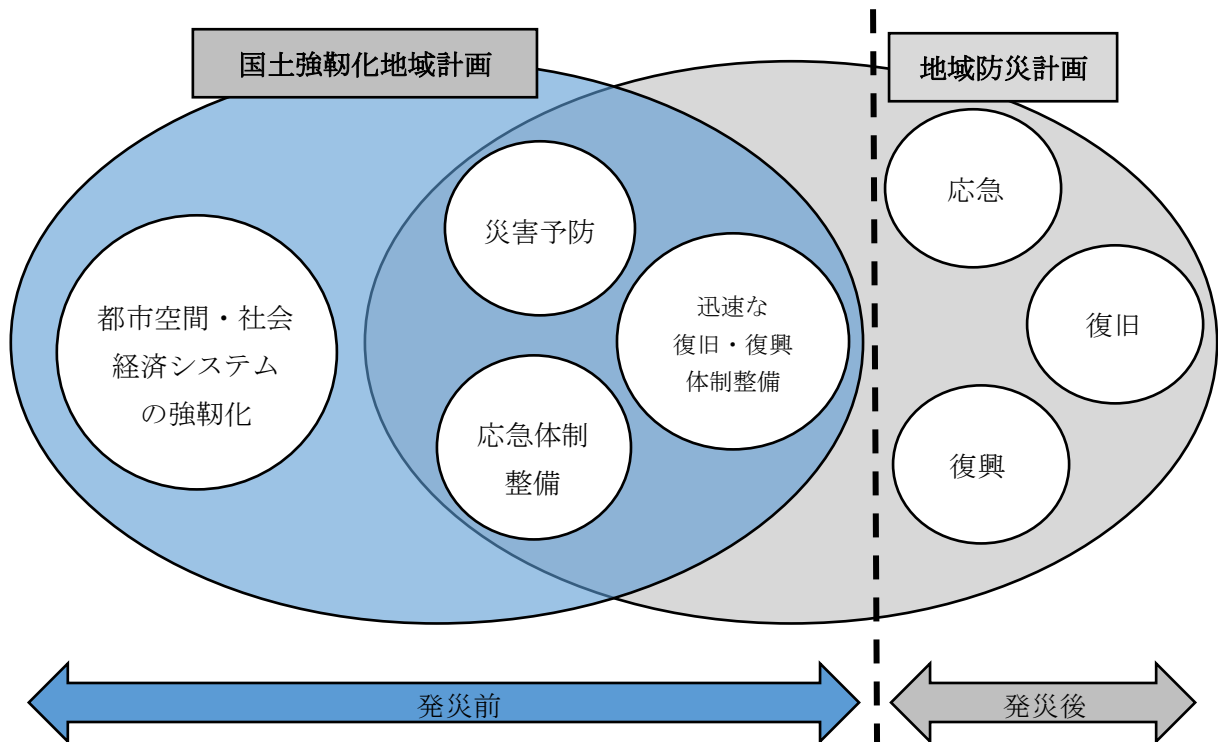 国土強靭化地域計画
地域防災計画
都市空間・社会
経済システム
の強靭化
災害予防
応急体制
整備
迅速な
復旧・復興
体制整備
応急
復旧
復興
発災前
発災後